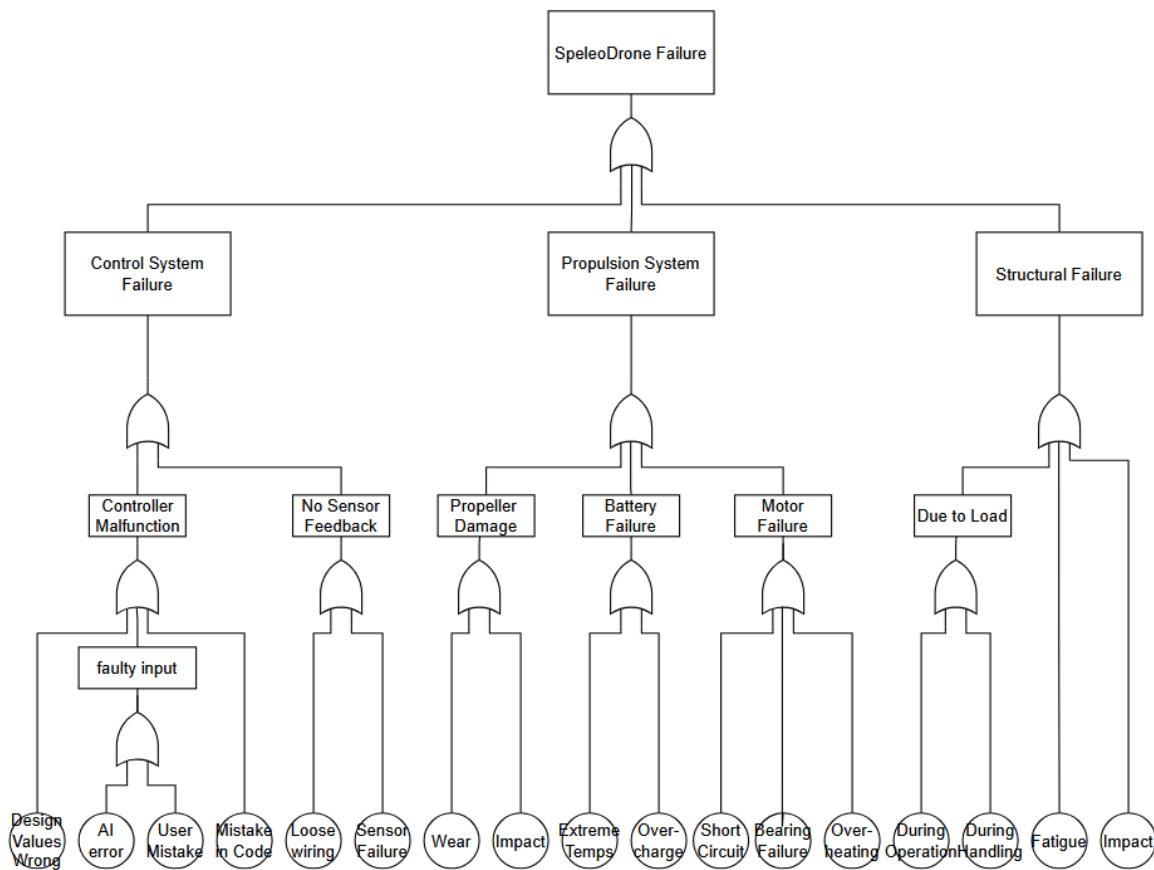 SpeleoDrone Failure
Control System
Failure
Propulsion System
Failure
Structural Failure
Controller
Malfunction
No Sensor
Feedback
Propeller
Damage
Battery
Failure
Motor
Failure
Due to Load
faulty input
Design
Values
Wrong
AI
error
User
Mistake
Mistake
in Code
Loose
wiring
Sensor
Failure
Wear
Impact
Extreme
Temps
Over-
charge
Short
Circuit
Bearing
Failure
Over-
heating
During
Operation
During
Handling
Fatigue
Impact